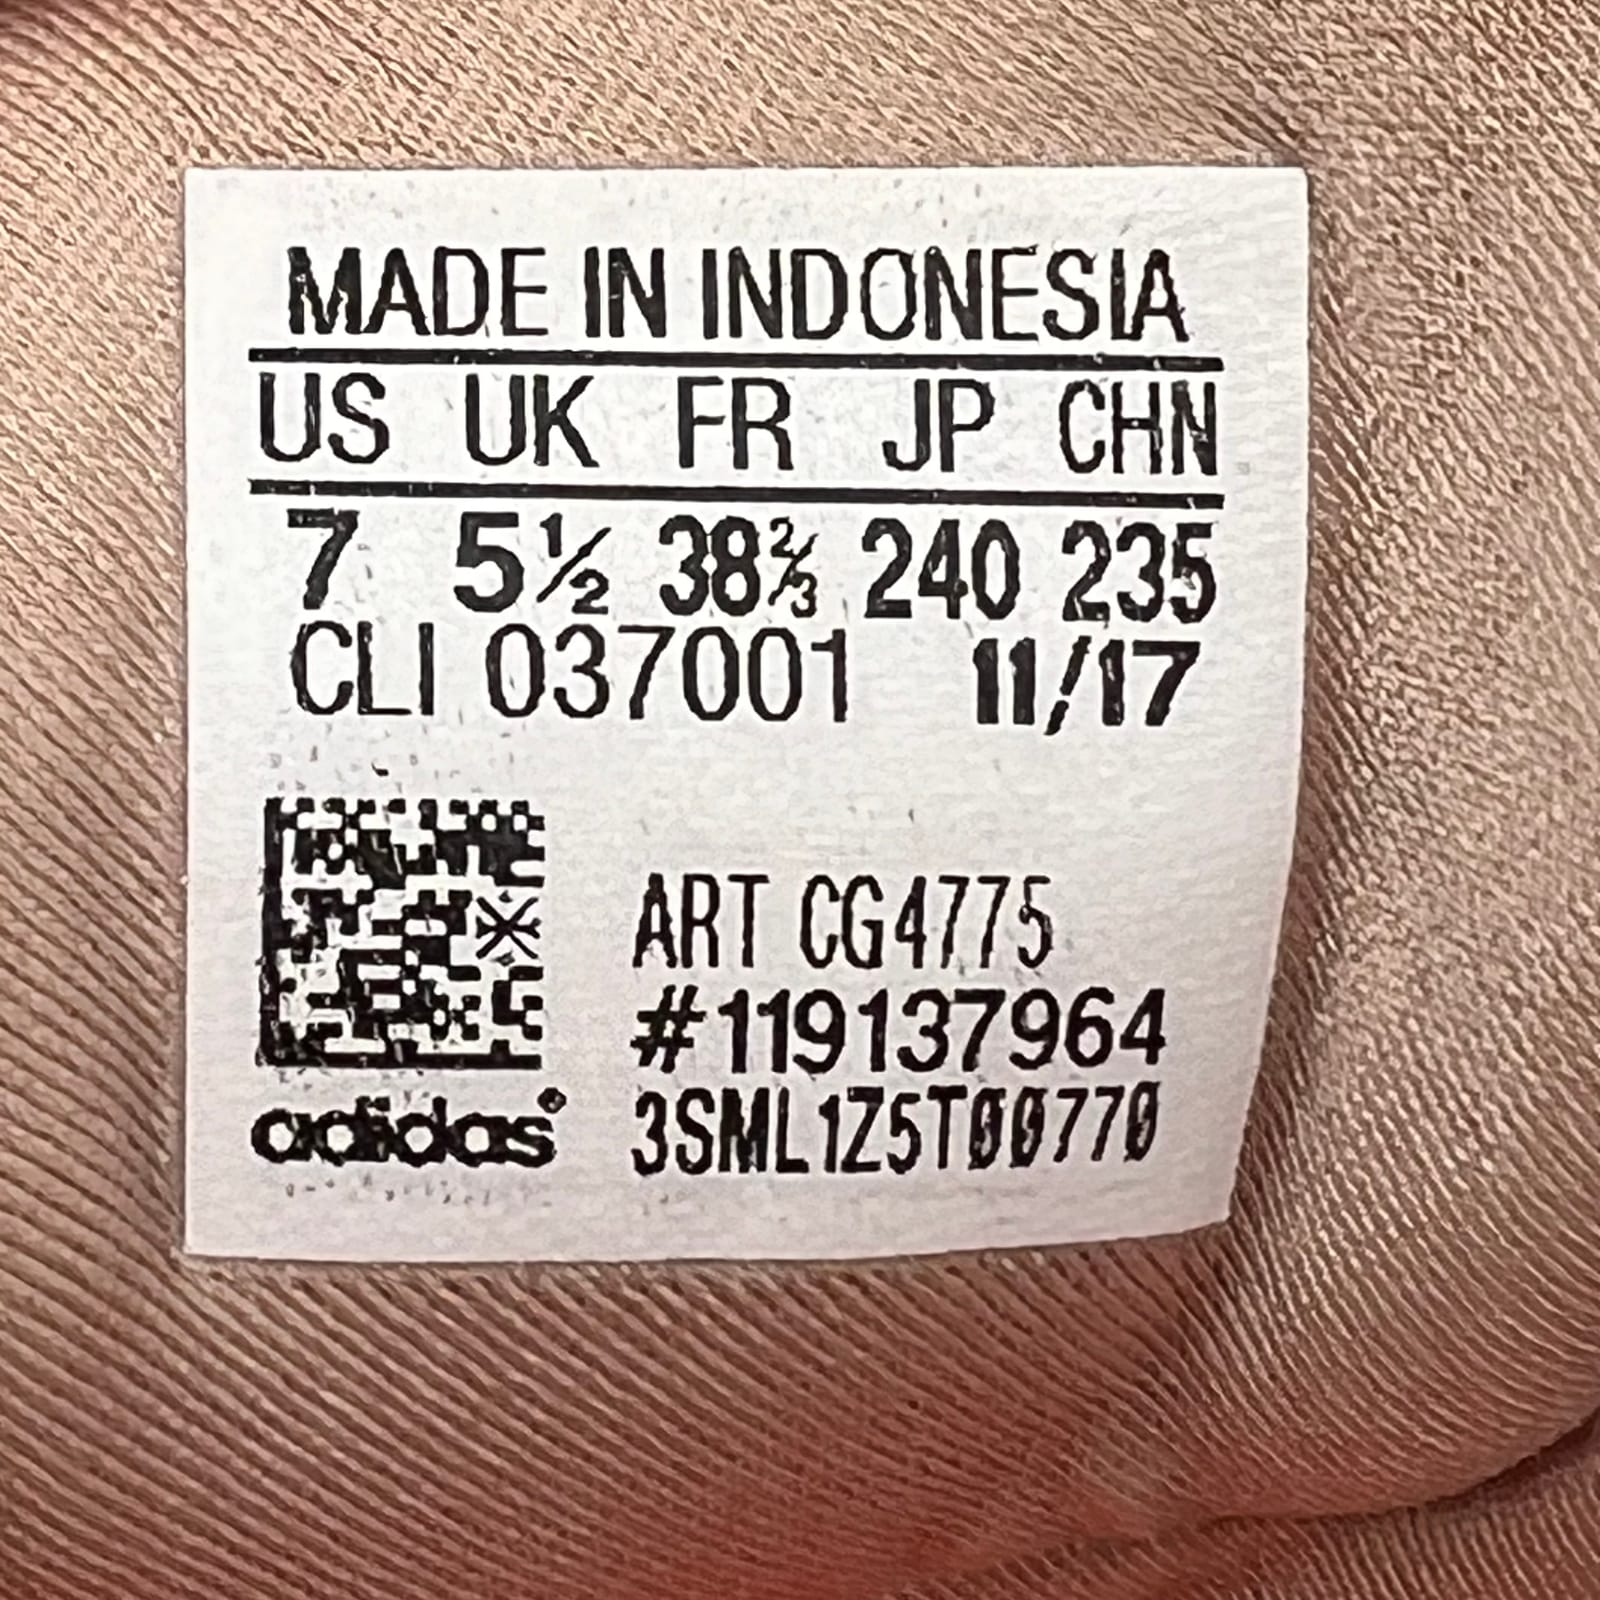 MADE IN INDONESIA
US UK FR JP CHN
7 5½ 38⅔ 240 235
CLI 037001 11/17
ART CG4775
#119137964
adidas® 3SML1Z5T00770